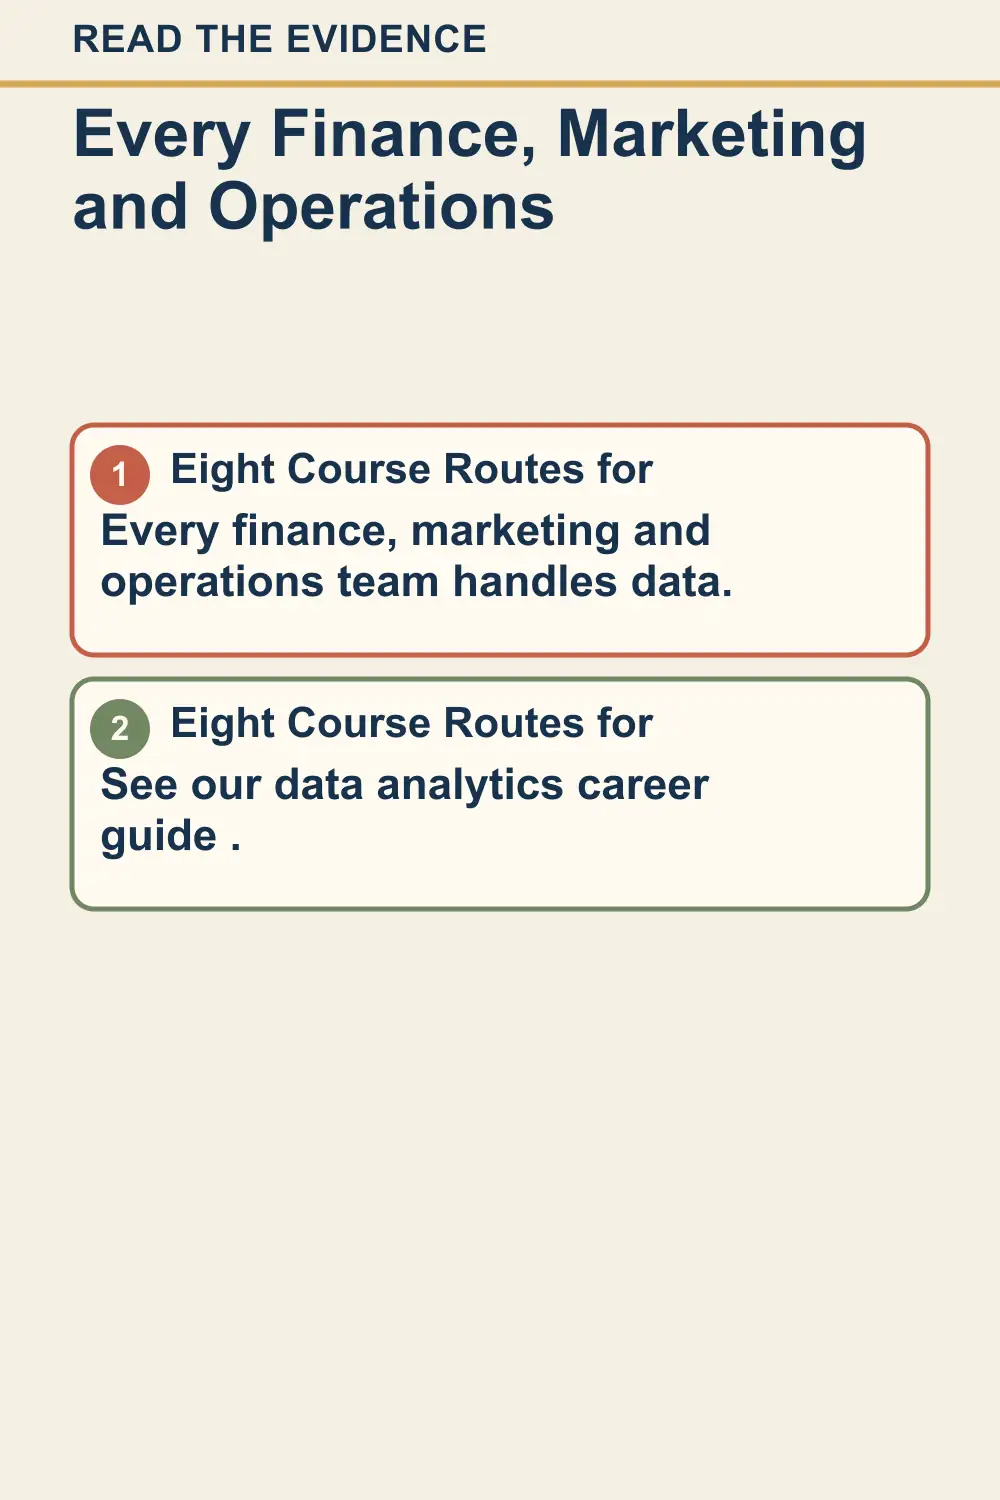 READ THE EVIDENCE
Every Finance, Marketing
and Operations
1 Eight Course Routes for
Every finance, marketing and
operations team handles data.
2 Eight Course Routes for
See our data analytics career
guide .